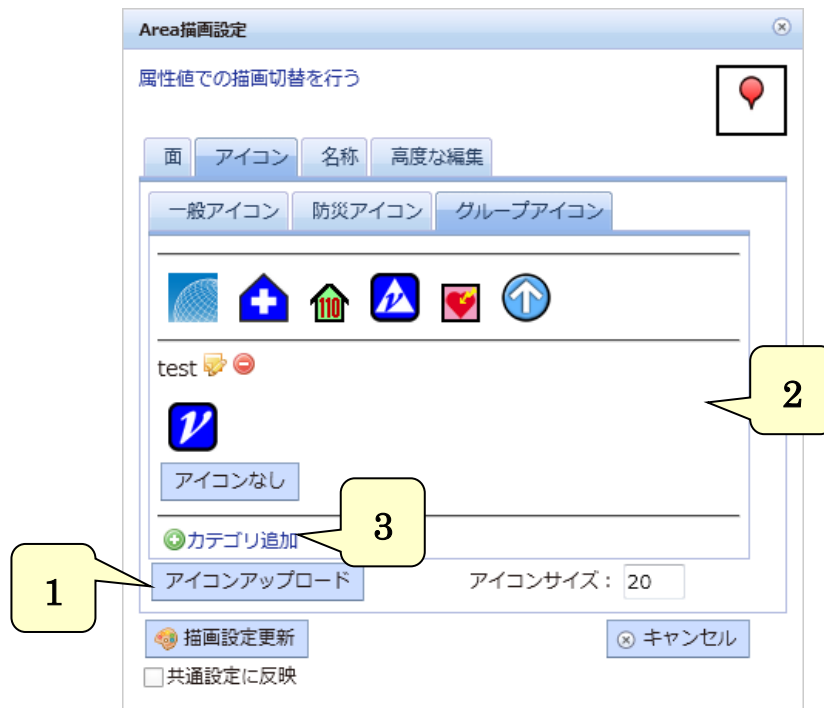 Area描画設定
属性値での描画切替を行う
面 アイコン 名称 高度な編集
一般アイコン 防災アイコン グループアイコン
110
test
2
ν
アイコンなし
カテゴリ追加
3
アイコンアップロード アイコンサイズ： 20
1
描画設定更新 キャンセル
共通設定に反映